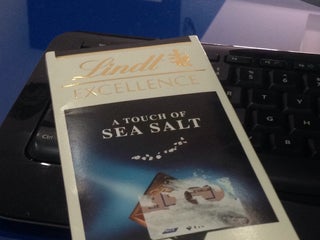 Lindt
EXCELLENCE
A TOUCH OF
SEA SALT